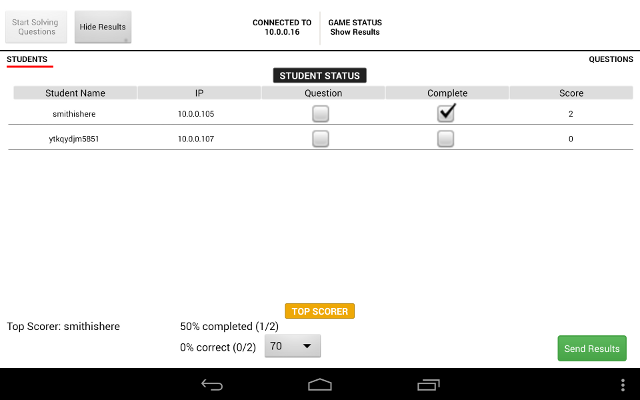 Start Solving
Questions
Hide Results
CONNECTED TO
10.0.0.16
GAME STATUS
Show Results
STUDENTS
QUESTIONS
STUDENT STATUS
Student Name IP Question Complete Score
smithishere 10.0.0.105 2
ytkqydjm5851 10.0.0.107 0
TOP SCORER
Top Scorer: smithishere 50% completed (1/2)
0% correct (0/2) 70
Send Results